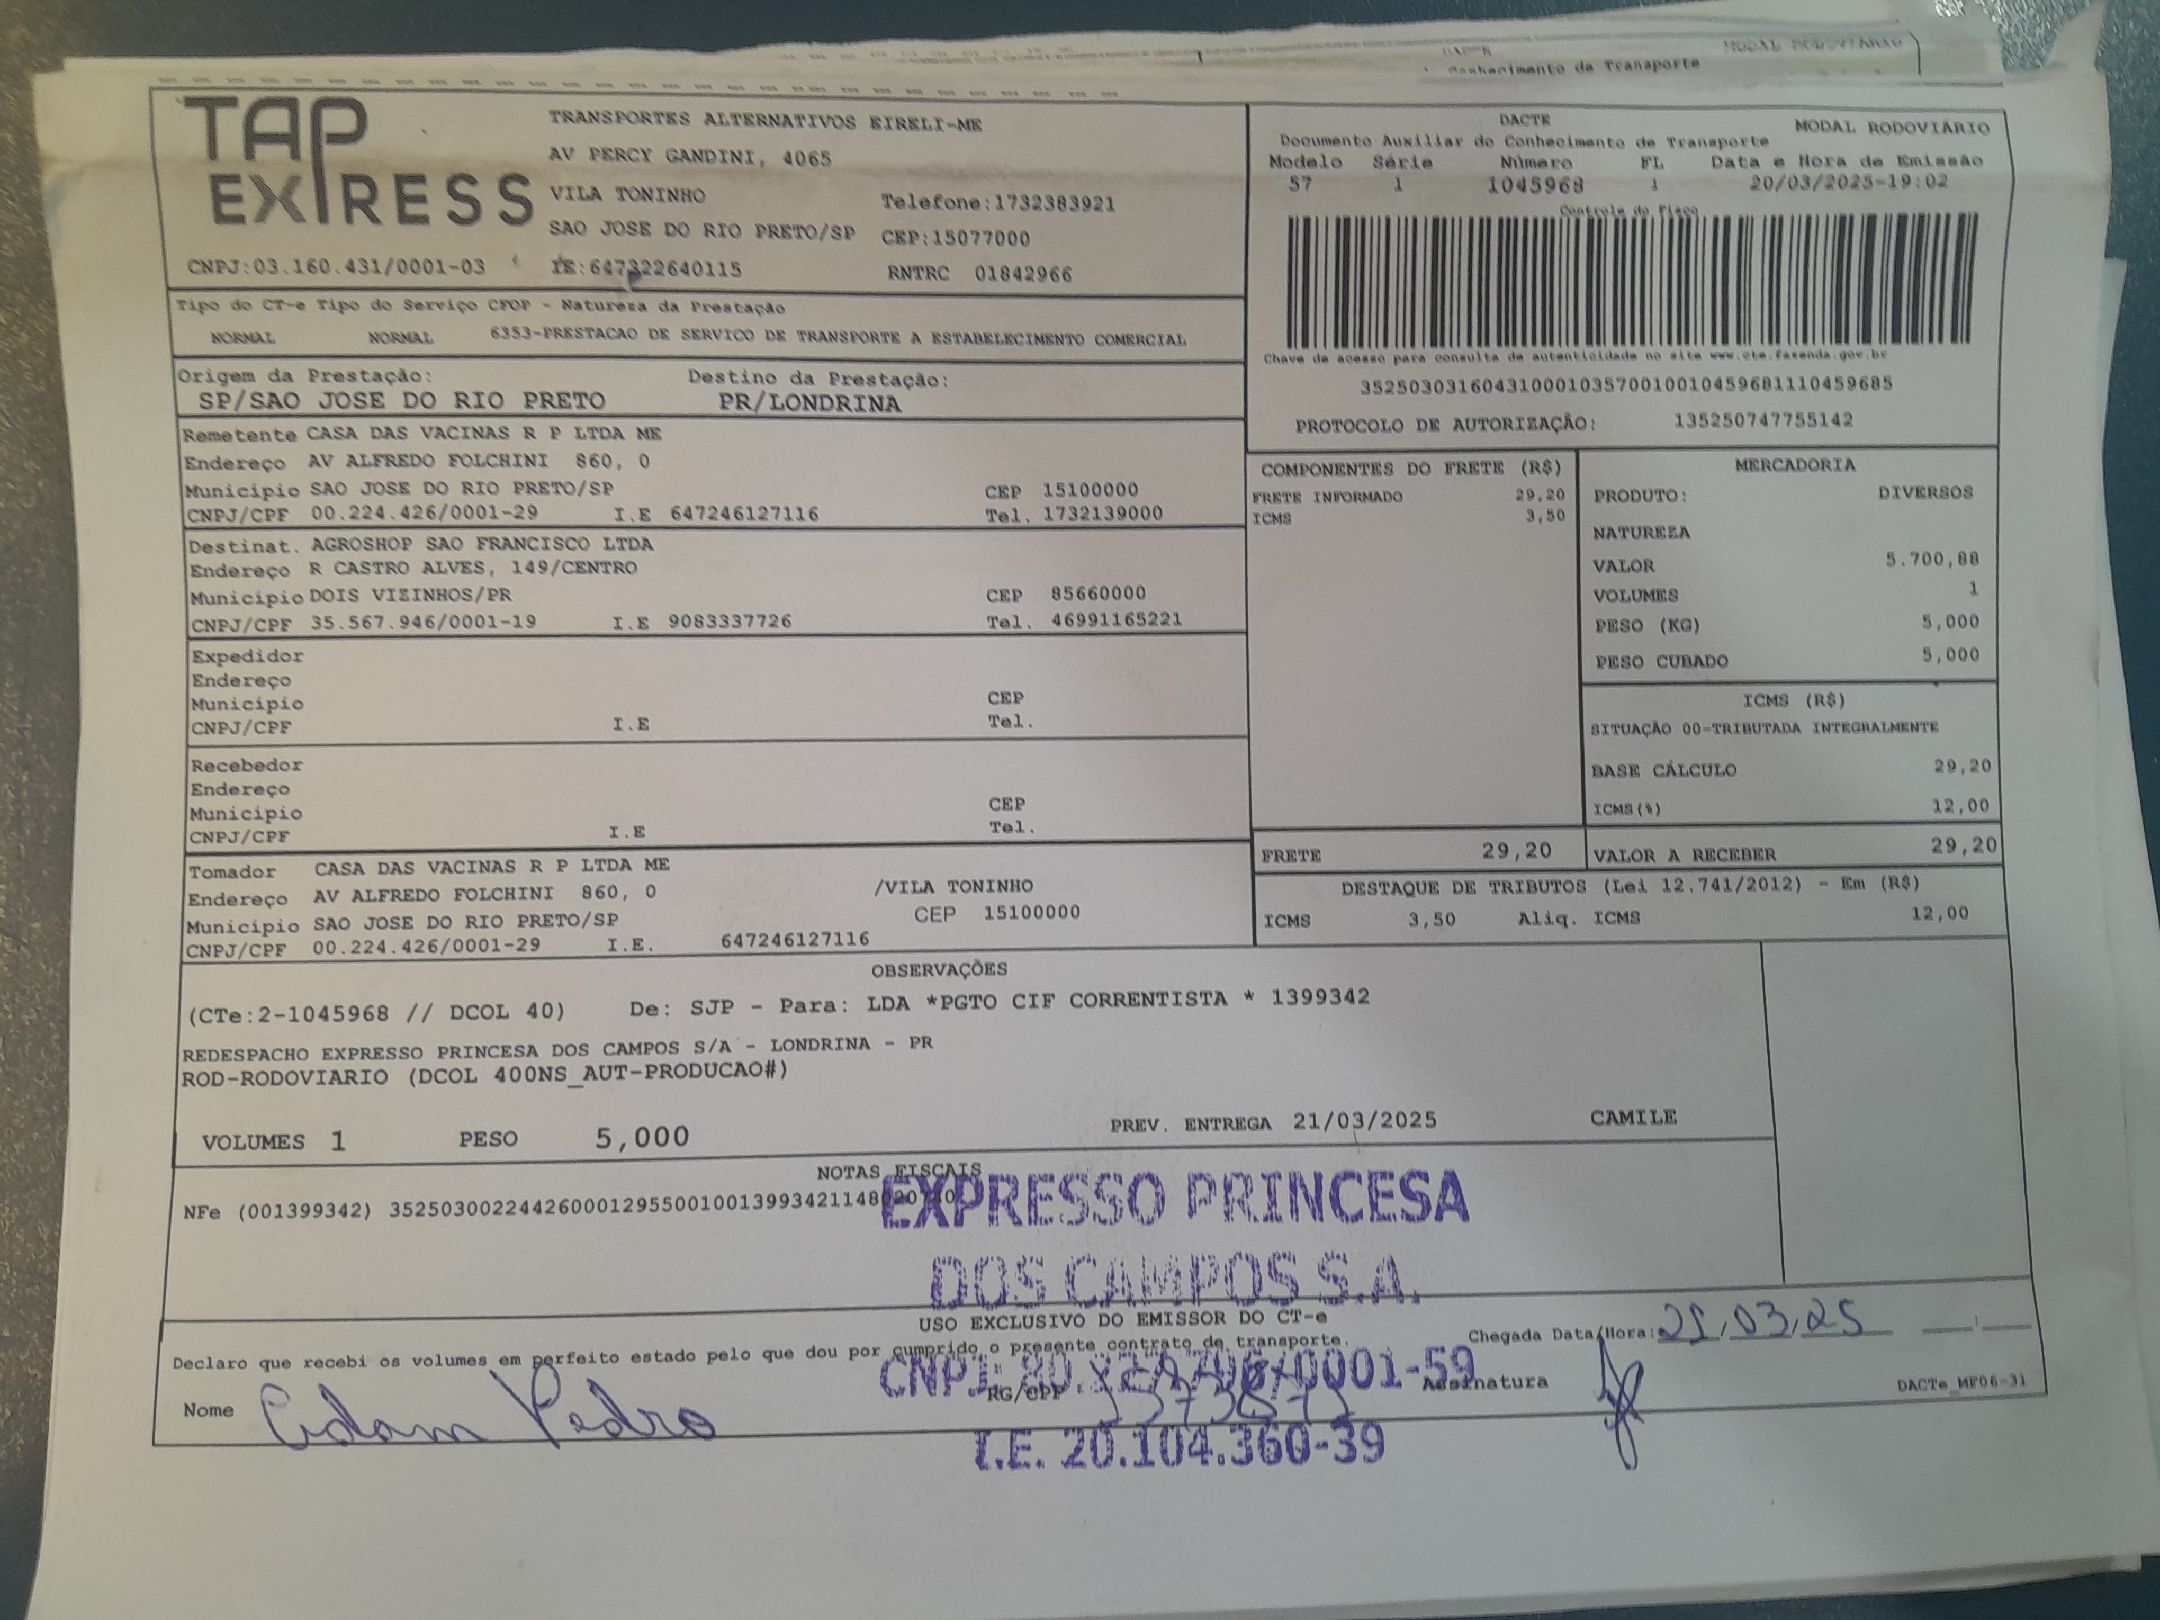 DACTE MODAL RODOVIÁRIO
Conhecimento de Transporte
TAP EXPRESS
TRANSPORTES ALTERNATIVOS EIRELI-ME
AV PERCY GANDINI, 4065
VILA TONINHO Telefone:1732383921
SAO JOSE DO RIO PRETO/SP CEP:15077000
CNPJ:03.160.431/0001-03 IE:647322640115 RNTRC 01842966
DACTE MODAL RODOVIÁRIO
Documento Auxiliar do Conhecimento de Transporte
Modelo Série Número FL Data e Hora de Emissão
57 1 1045968 1 20/03/2025-19:02
Controle do Fisco
Chave de acesso para consulta de autenticidade no site www.cte.fazenda.gov.br
35250303160431000103570010010459681110459685
PROTOCOLO DE AUTORIZAÇÃO: 135250747755142
Tipo do CT-e Tipo do Serviço CFOP - Natureza da Prestação
NORMAL NORMAL 6353-PRESTACAO DE SERVICO DE TRANSPORTE A ESTABELECIMENTO COMERCIAL
Origem da Prestação: Destino da Prestação:
SP/SAO JOSE DO RIO PRETO PR/LONDRINA
Remetente CASA DAS VACINAS R P LTDA ME
Endereço AV ALFREDO FOLCHINI 860, 0
Município SAO JOSE DO RIO PRETO/SP CEP 15100000
CNPJ/CPF 00.224.426/0001-29 I.E 647246127116 Tel. 1732139000
Destinat. AGROSHOP SAO FRANCISCO LTDA
Endereço R CASTRO ALVES, 149/CENTRO
Município DOIS VIZINHOS/PR CEP 85660000
CNPJ/CPF 35.567.946/0001-19 I.E 9083337726 Tel. 46991165221
Expedidor
Endereço
Município CEP
CNPJ/CPF I.E Tel.
Recebedor
Endereço
Município CEP
CNPJ/CPF I.E Tel.
Tomador CASA DAS VACINAS R P LTDA ME
Endereço AV ALFREDO FOLCHINI 860, 0 /VILA TONINHO
Município SAO JOSE DO RIO PRETO/SP CEP 15100000
CNPJ/CPF 00.224.426/0001-29 I.E. 647246127116
COMPONENTES DO FRETE (R$)
FRETE INFORMADO 29,20
ICMS 3,50
FRETE 29,20
MERCADORIA
PRODUTO: DIVERSOS
NATUREZA
VALOR 5.700,88
VOLUMES 1
PESO (KG) 5,000
PESO CUBADO 5,000
ICMS (R$)
SITUAÇÃO 00-TRIBUTADA INTEGRALMENTE
BASE CÁLCULO 29,20
ICMS(%) 12,00
VALOR A RECEBER 29,20
DESTAQUE DE TRIBUTOS (Lei 12.741/2012) - Em (R$)
ICMS 3,50 Aliq. ICMS 12,00
OBSERVAÇÕES
(CTe:2-1045968 // DCOL 40) De: SJP - Para: LDA *PGTO CIF CORRENTISTA * 1399342
REDESPACHO EXPRESSO PRINCESA DOS CAMPOS S/A - LONDRINA - PR
ROD-RODOVIARIO (DCOL 400NS_AUT-PRODUCAO#)
VOLUMES 1 PESO 5,000 PREV. ENTREGA 21/03/2025 CAMILE
NOTAS FISCAIS
NFe (001399342)
EXPRESSO PRINCESA
DOS CAMPOS S.A.
USO EXCLUSIVO DO EMISSOR DO CT-e
Chegada Data/Hora: 21,03,25
Declaro que recebi os volumes em perfeito estado pelo que dou por cumprido o presente contrato de transporte.
Nome Adam Pedro RG/CPF Assinatura DACTe_MF06-31
I.E. 20.104.360-39